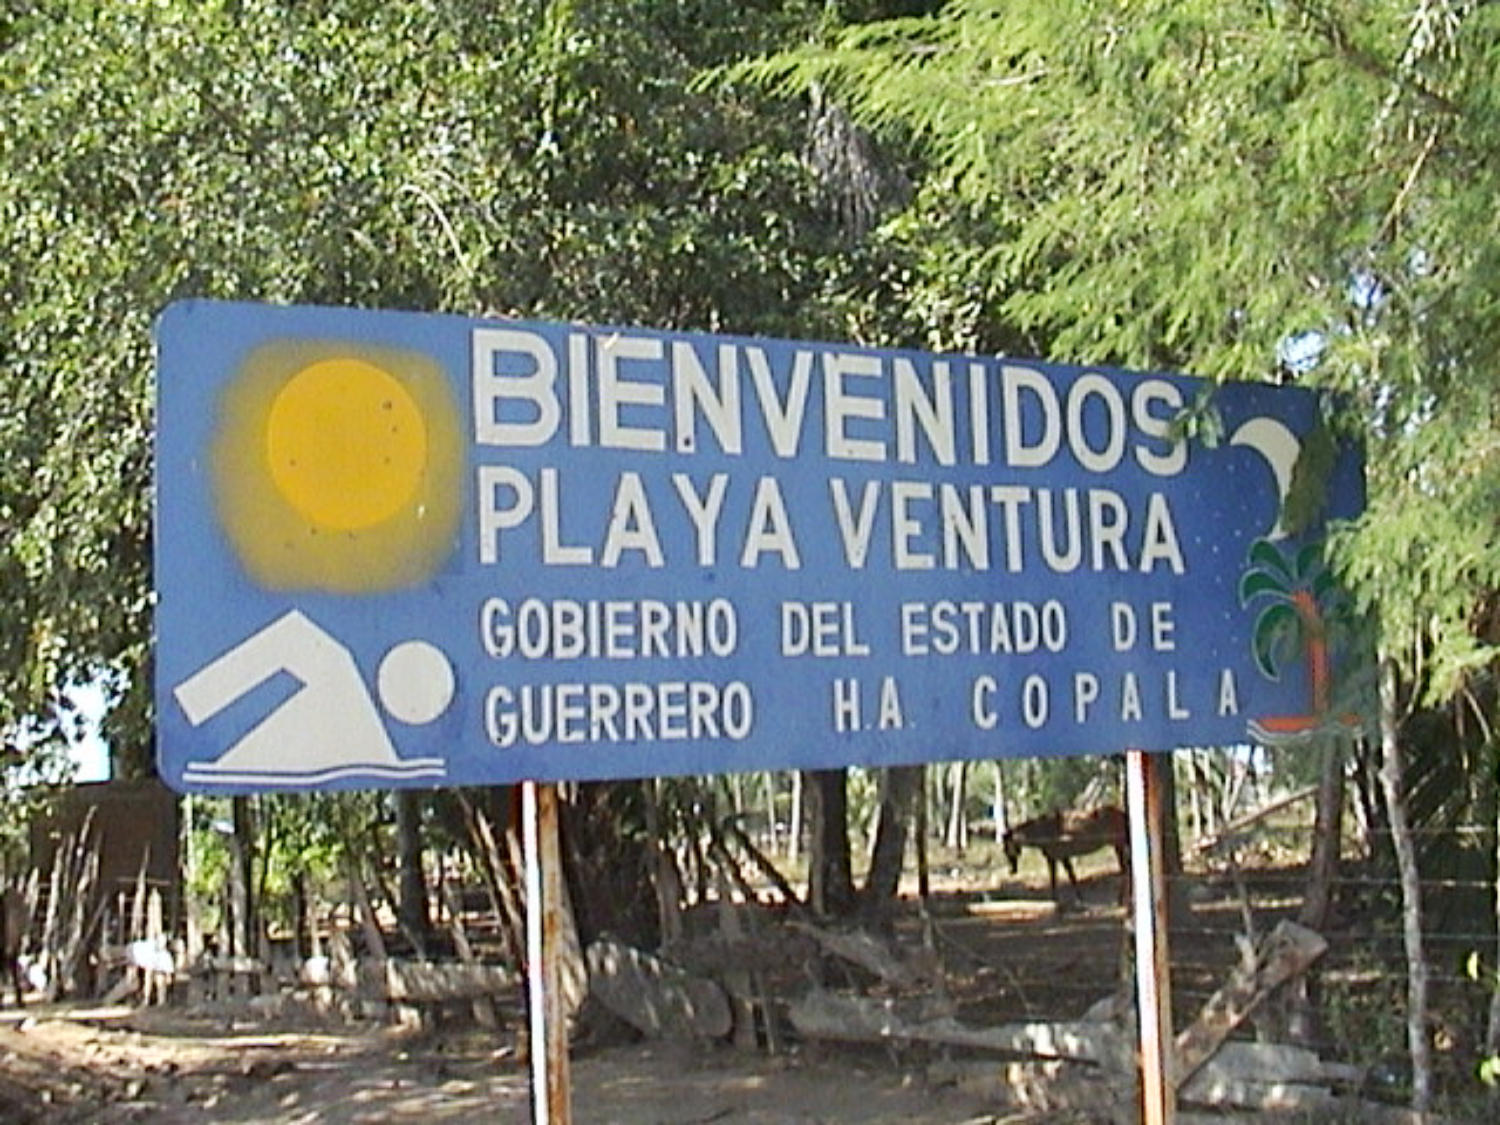 BIENVENIDOS
PLAYA VENTURA
GOBIERNO DEL ESTADO DE
GUERRERO H.A. COPALA